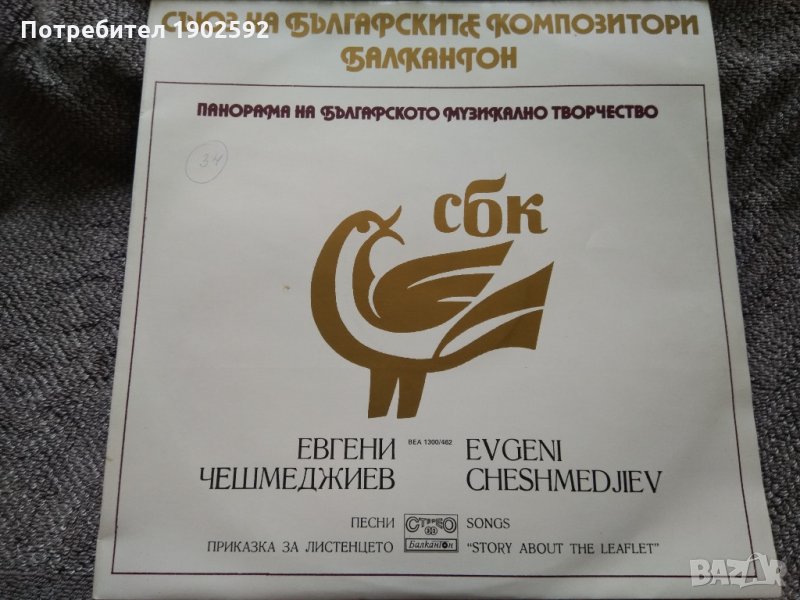 Потребител 1902592
СЪЮЗ НА БЪЛГАРСКИТЕ КОМПОЗИТОРИ
БАЛКАНТОН
ПАНОРАМА НА БЪЛГАРСКОТО МУЗИКАЛНО ТВОРЧЕСТВО
34
сбк
ЕВГЕНИ ВЕА 1300/462 EVGENI
ЧЕШМЕДЖИЕВ CHESHMEDJIEV
ПЕСНИ СТЕРЕО SONGS
ПРИКАЗКА ЗА ЛИСТЕНЦЕТО Балкантон "STORY ABOUT THE LEAFLET"
BAZAR